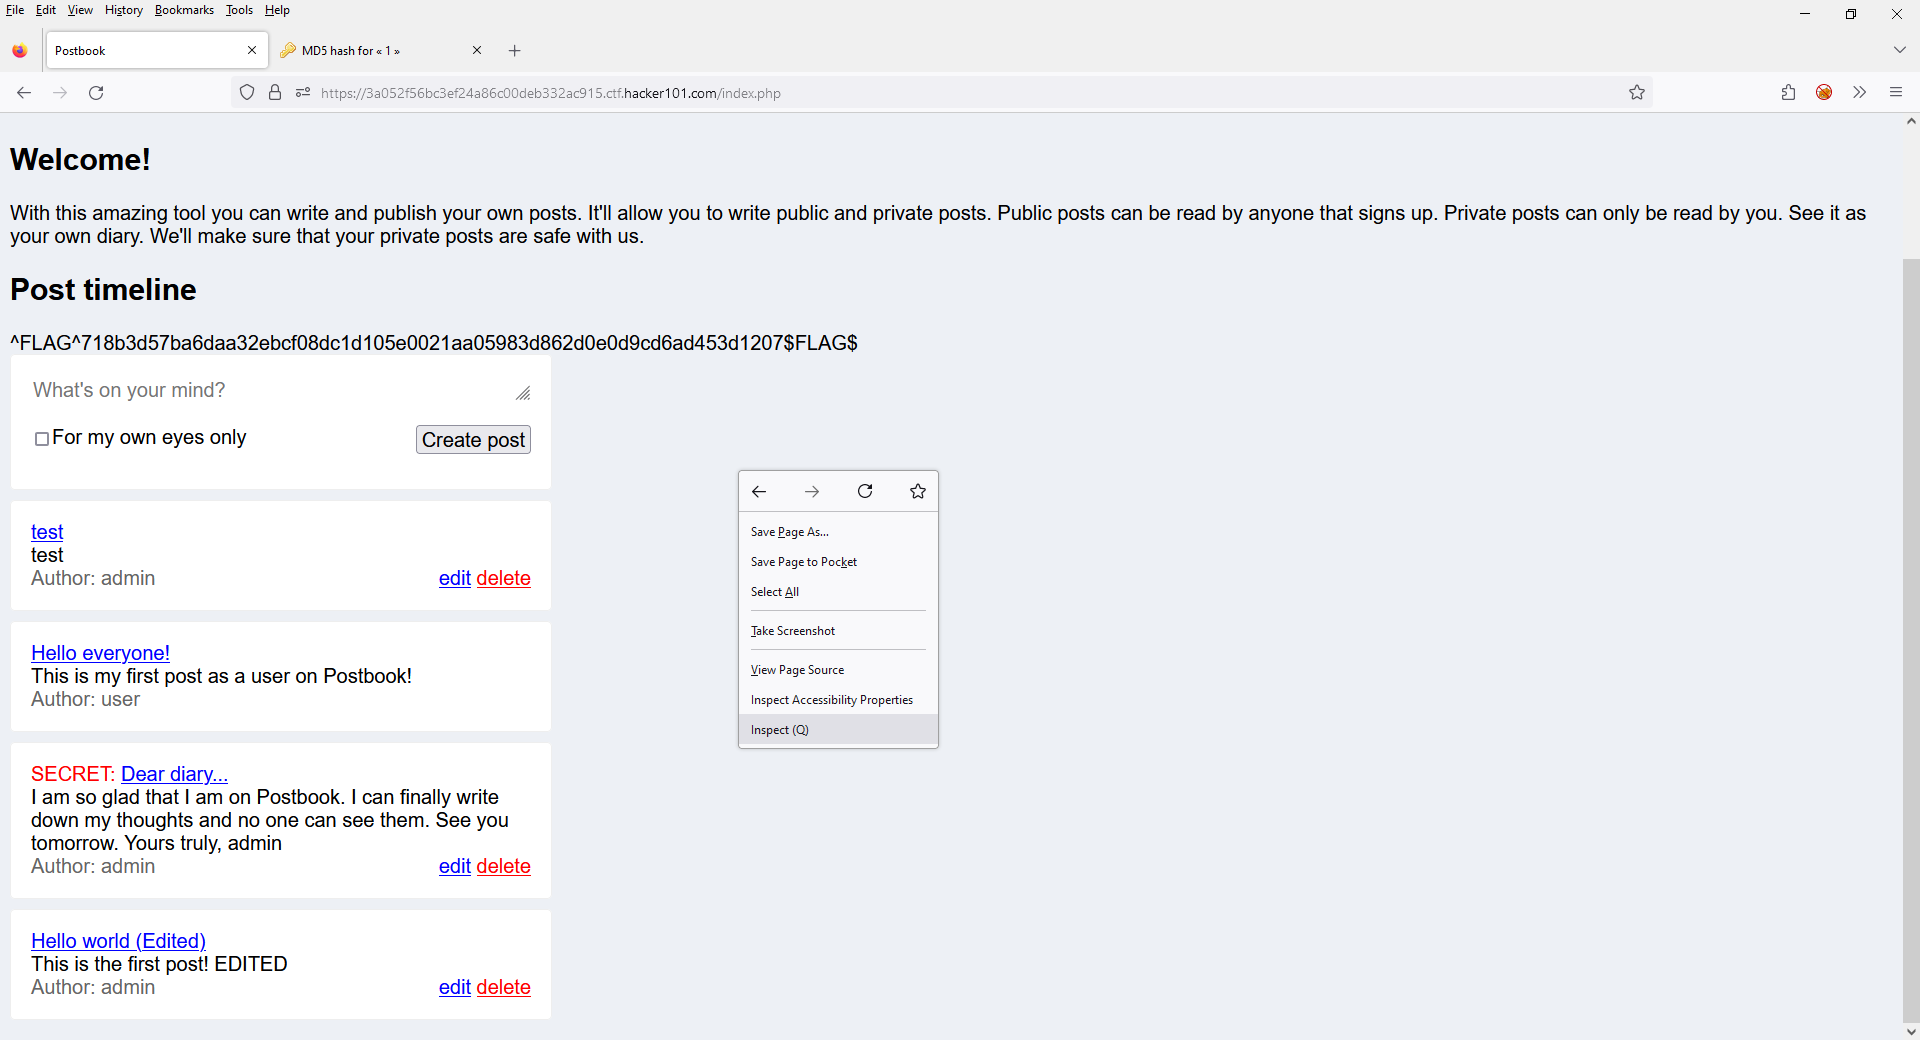 File Edit View History Bookmarks Tools Help
Postbook
MD5 hash for « 1 »
https://3a052f56bc3ef24a86c00deb332ac915.ctf.hacker101.com/index.php
Welcome!
With this amazing tool you can write and publish your own posts. It'll allow you to write public and private posts. Public posts can be read by anyone that signs up. Private posts can only be read by you. See it as
your own diary. We'll make sure that your private posts are safe with us.
Post timeline
^FLAG^718b3d57ba6daa32ebcf08dc1d105e0021aa05983d862d0e0d9cd6ad453d1207$FLAG$
What's on your mind?
For my own eyes only
Create post
test
test
Author: admin
edit delete
Hello everyone!
This is my first post as a user on Postbook!
Author: user
SECRET: Dear diary...
I am so glad that I am on Postbook. I can finally write
down my thoughts and no one can see them. See you
tomorrow. Yours truly, admin
Author: admin
edit delete
Hello world (Edited)
This is the first post! EDITED
Author: admin
edit delete
Save Page As...
Save Page to Pocket
Select All
Take Screenshot
View Page Source
Inspect Accessibility Properties
Inspect (Q)